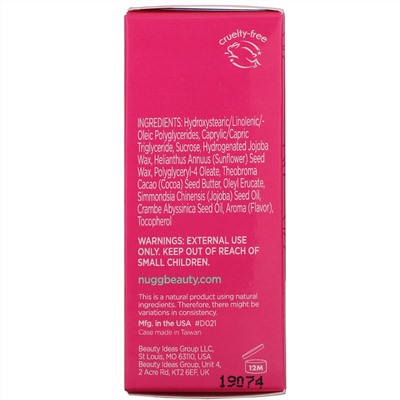 cruelty-free
INGREDIENTS: Hydroxystearic/Linolenic/-
Oleic Polyglycerides, Caprylic/Capric
Triglyceride, Sucrose, Hydrogenated Jojoba
Wax, Helianthus Annuus (Sunflower) Seed
Wax, Polyglyceryl-4 Oleate, Theobroma
Cacao (Cocoa) Seed Butter, Oleyl Erucate,
Simmondsia Chinensis (Jojoba) Seed Oil,
Crambe Abyssinica Seed Oil, Aroma (Flavor),
Tocopherol
WARNINGS: EXTERNAL USE
ONLY. KEEP OUT OF REACH OF
SMALL CHILDREN.
nuggbeauty.com
This is a natural product using natural
ingredients. Therefore, there might be
variations in consistency.
Mfg. in the USA #D021
Case made in Taiwan
Beauty Ideas Group LLC,
St Louis, MO 63110, USA
Beauty Ideas Group, Unit 4,
2 Acre Rd, KT2 6EF, UK
12M
19074